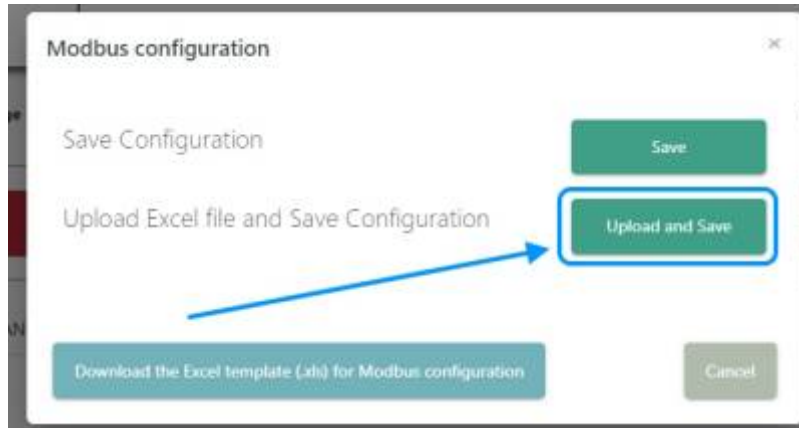 Modbus configuration
×
Save Configuration
Save
Upload Excel file and Save Configuration
Upload and Save
Download the Excel template (.xls) for Modbus configuration
Cancel